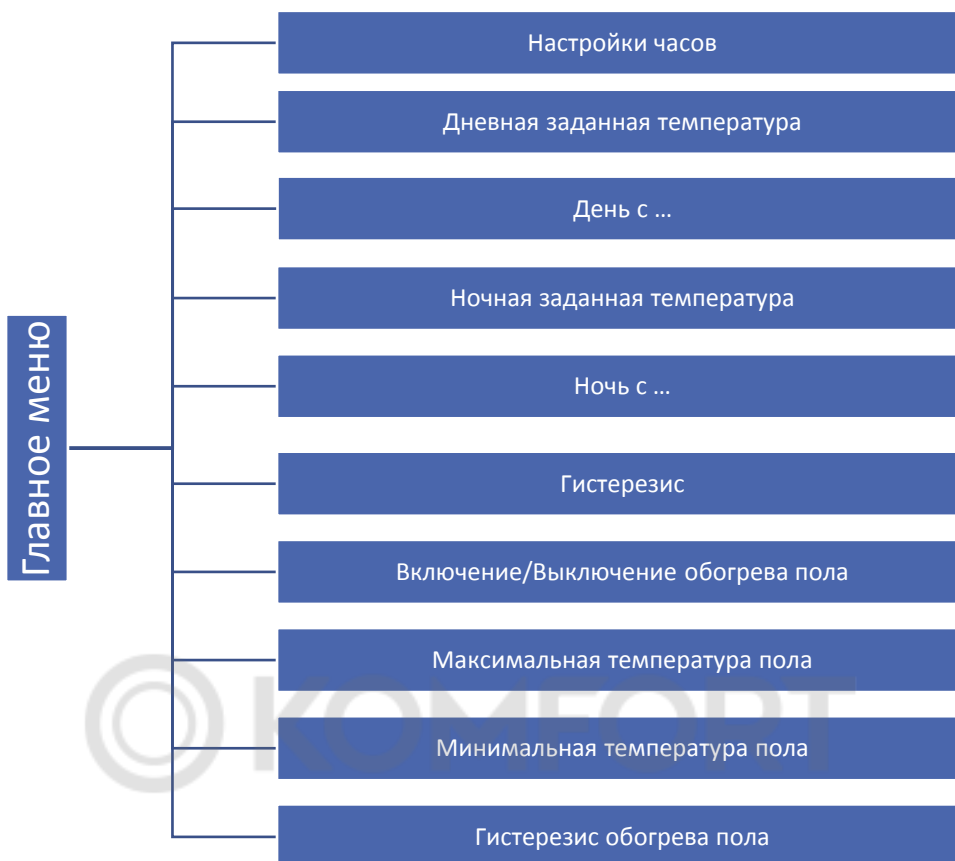 Главное меню
Настройки часов
Дневная заданная температура
День с ...
Ночная заданная температура
Ночь с ...
Гистерезис
Включение/Выключение обогрева пола
Максимальная температура пола
Минимальная температура пола
Гистерезис обогрева пола
KOMFORT